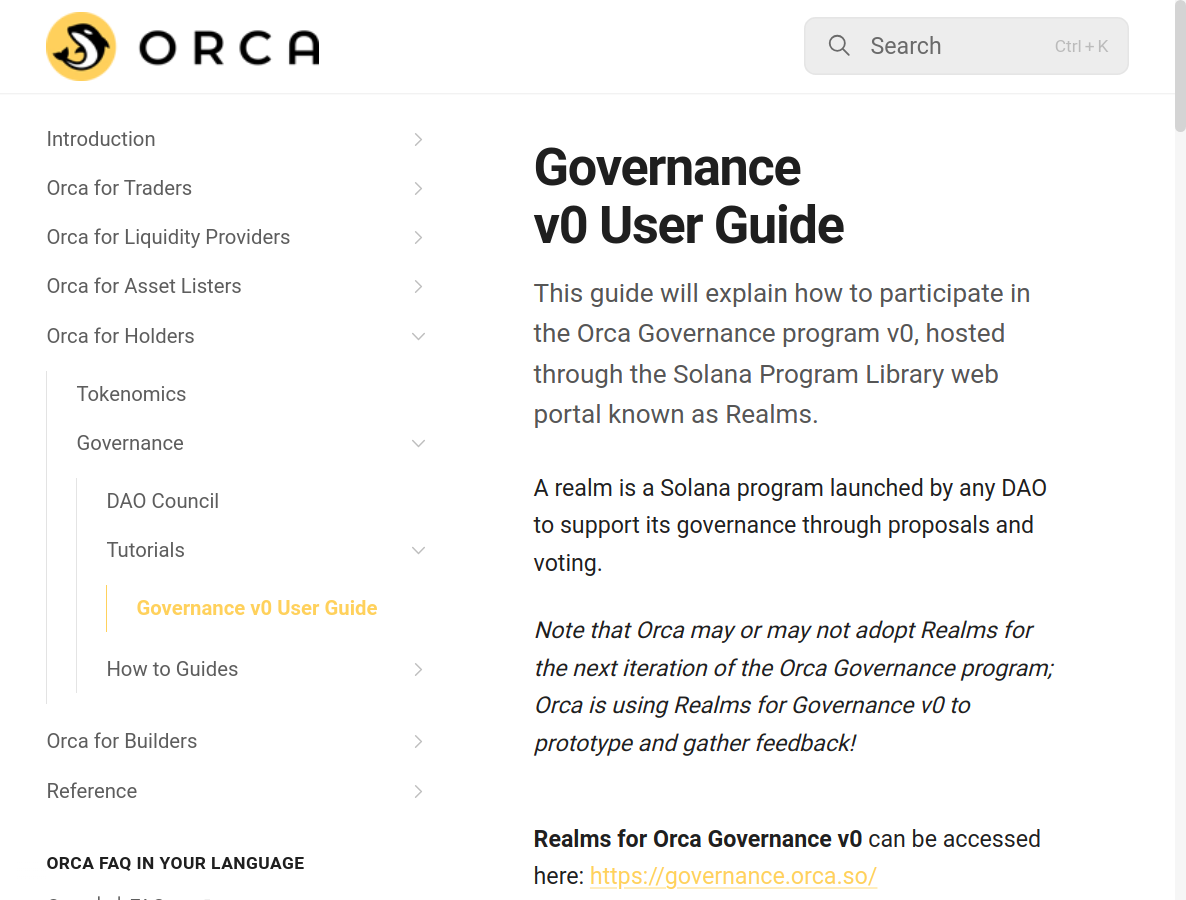 ORCA
Search
Ctrl + K
Introduction
Orca for Traders
Orca for Liquidity Providers
Orca for Asset Listers
Orca for Holders
Tokenomics
Governance
DAO Council
Tutorials
Governance v0 User Guide
How to Guides
Orca for Builders
Reference
ORCA FAQ IN YOUR LANGUAGE
Governance
v0 User Guide
This guide will explain how to participate in
the Orca Governance program v0, hosted
through the Solana Program Library web
portal known as Realms.
A realm is a Solana program launched by any DAO
to support its governance through proposals and
voting.
Note that Orca may or may not adopt Realms for
the next iteration of the Orca Governance program;
Orca is using Realms for Governance v0 to
prototype and gather feedback!
Realms for Orca Governance v0 can be accessed
here: https://governance.orca.so/